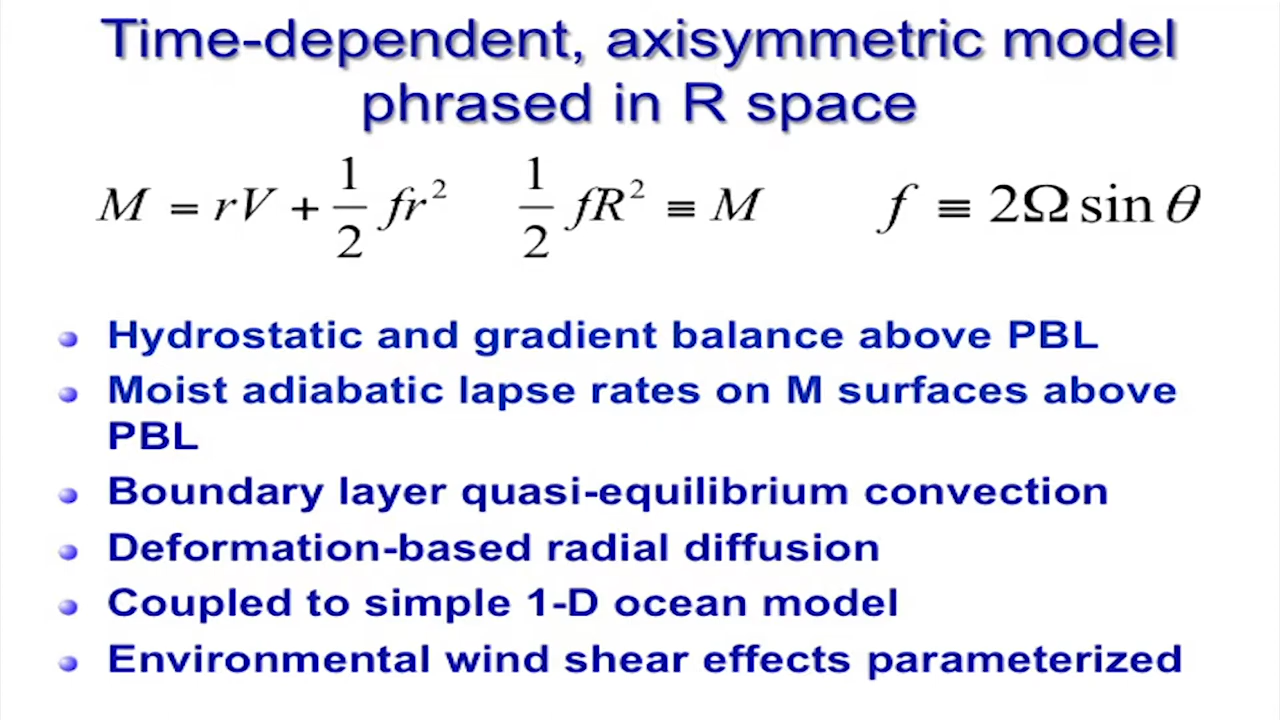 Time-dependent, axisymmetric model
phrased in R space
M = rV + 1/2 fr² 1/2 fR² ≡ M f ≡ 2Ω sin θ
Hydrostatic and gradient balance above PBL
Moist adiabatic lapse rates on M surfaces above
PBL
Boundary layer quasi-equilibrium convection
Deformation-based radial diffusion
Coupled to simple 1-D ocean model
Environmental wind shear effects parameterized